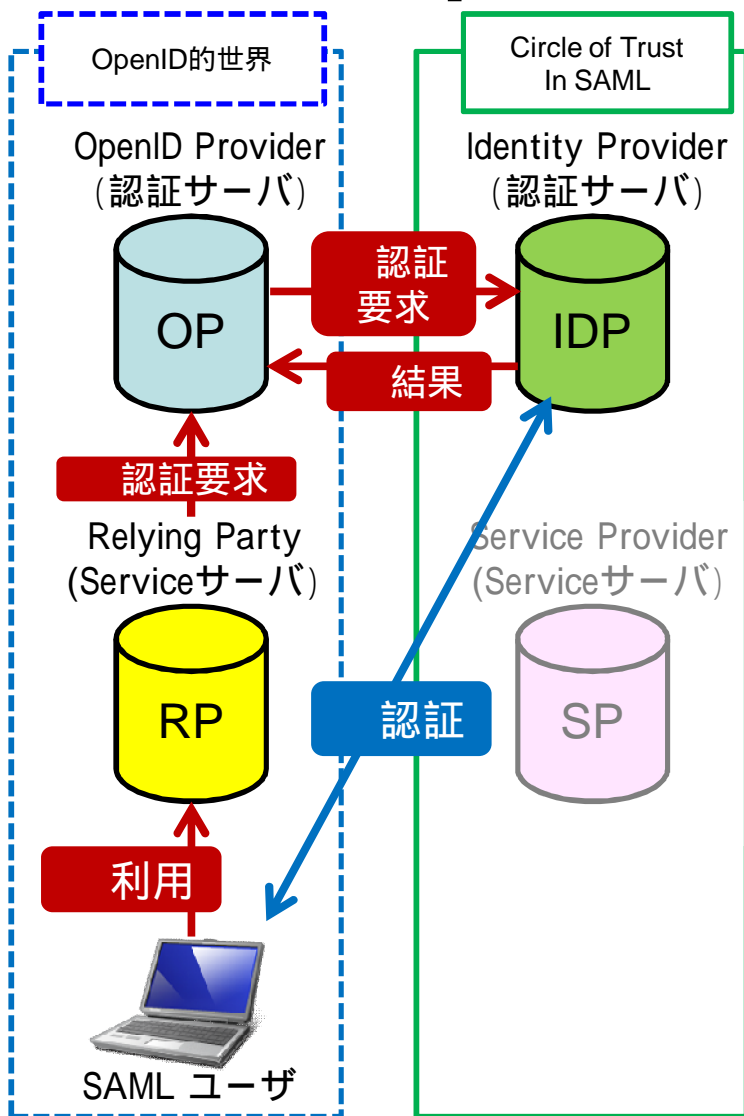 OpenID的世界
Circle of Trust
In SAML
OpenID Provider
(認証サーバ)
Identity Provider
(認証サーバ)
OP
認証
要求
IDP
結果
認証要求
Relying Party
(Serviceサーバ)
Service Provider
(Serviceサーバ)
RP
認証
SP
利用
SAML ユーザ